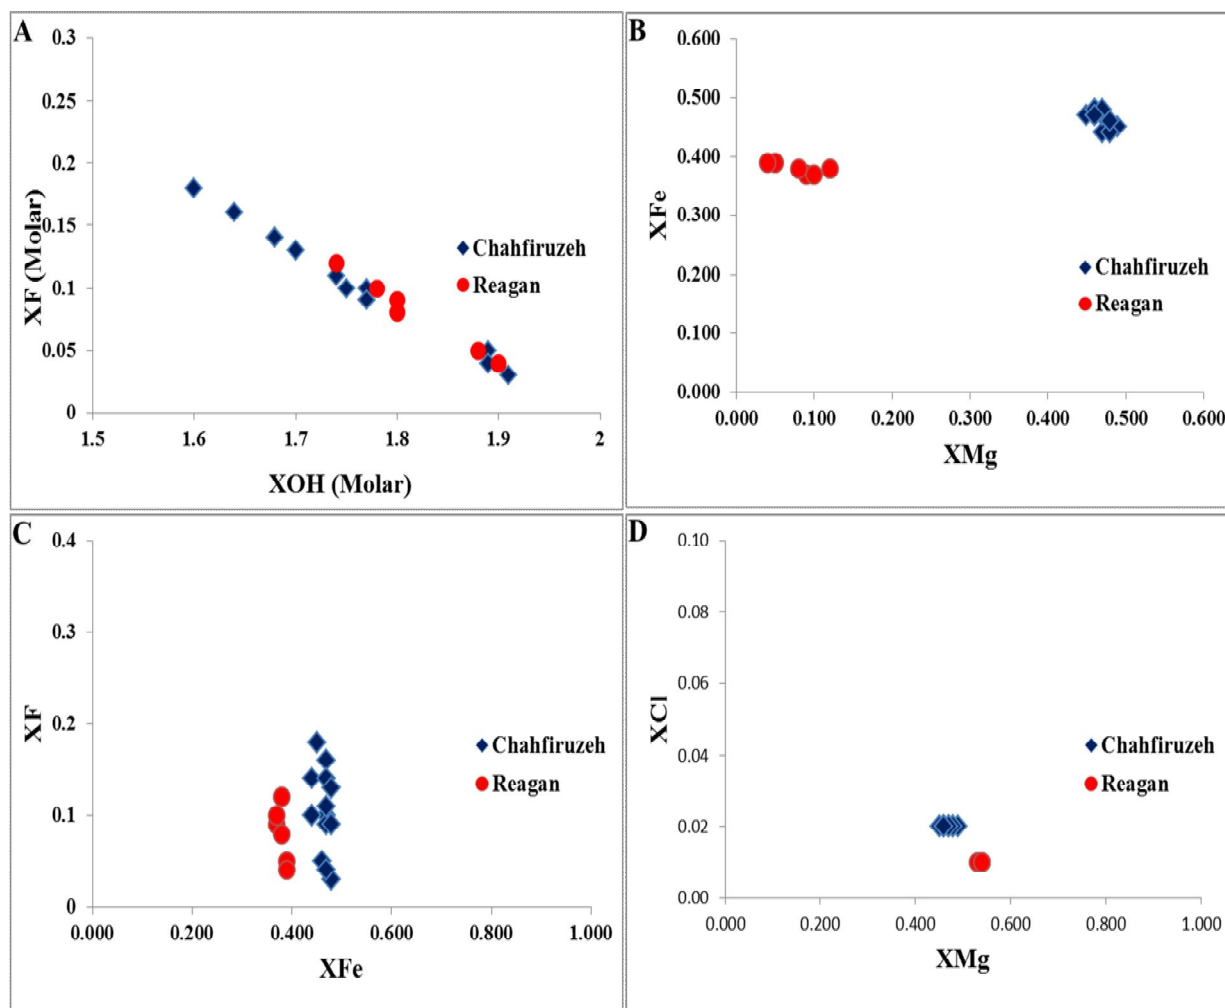 A
0.3
0.25
0.2
0.15
0.1
0.05
0
XF (Molar)
1.5 1.6 1.7 1.8 1.9 2
XOH (Molar)
Chahfiruzeh
Reagan
B
0.600
0.500
0.400
0.300
0.200
0.100
0.000
XFe
0.000 0.100 0.200 0.300 0.400 0.500 0.600
XMg
Chahfiruzeh
Reagan
C
0.4
0.3
0.2
0.1
0
XF
0.000 0.200 0.400 0.600 0.800 1.000
XFe
Chahfiruzeh
Reagan
D
0.10
0.08
0.06
0.04
0.02
0.00
XCl
0.000 0.200 0.400 0.600 0.800 1.000
XMg
Chahfiruzeh
Reagan